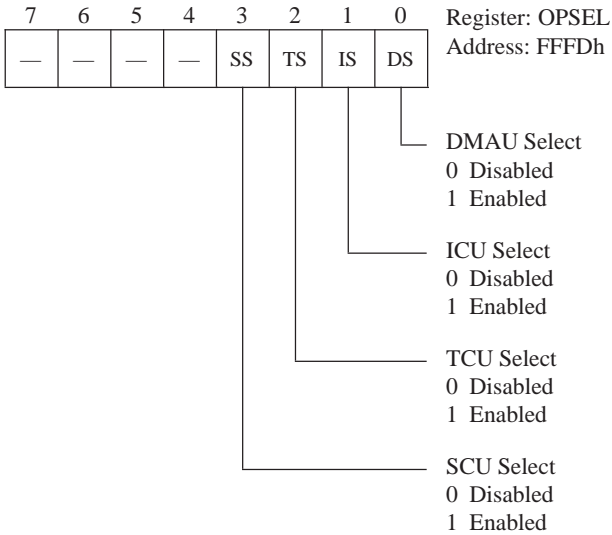 7 6 5 4 3 2 1 0 Register: OPSEL
— — — — SS TS IS DS Address: FFFDh
DMAU Select
0 Disabled
1 Enabled
ICU Select
0 Disabled
1 Enabled
TCU Select
0 Disabled
1 Enabled
SCU Select
0 Disabled
1 Enabled